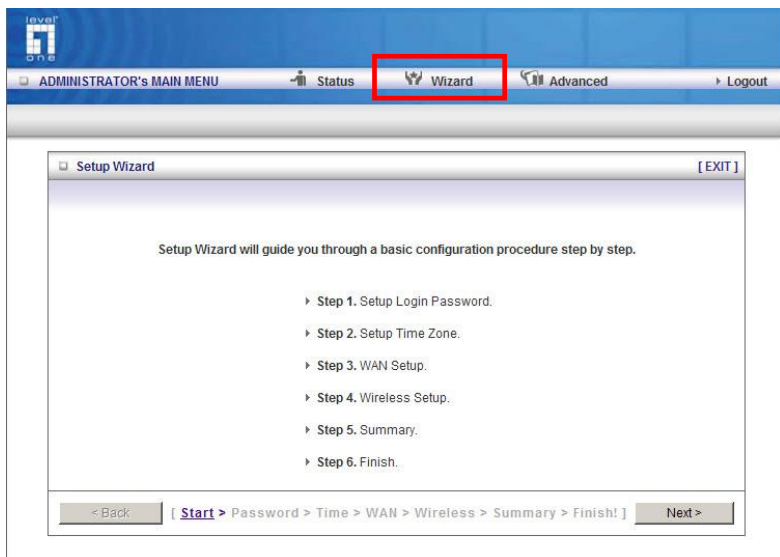 level
one
ADMINISTRATOR's MAIN MENU Status Wizard Advanced Logout
Setup Wizard [ EXIT ]
Setup Wizard will guide you through a basic configuration procedure step by step.
Step 1. Setup Login Password.
Step 2. Setup Time Zone.
Step 3. WAN Setup.
Step 4. Wireless Setup.
Step 5. Summary.
Step 6. Finish.
< Back [ Start > Password > Time > WAN > Wireless > Summary > Finish! ] Next >